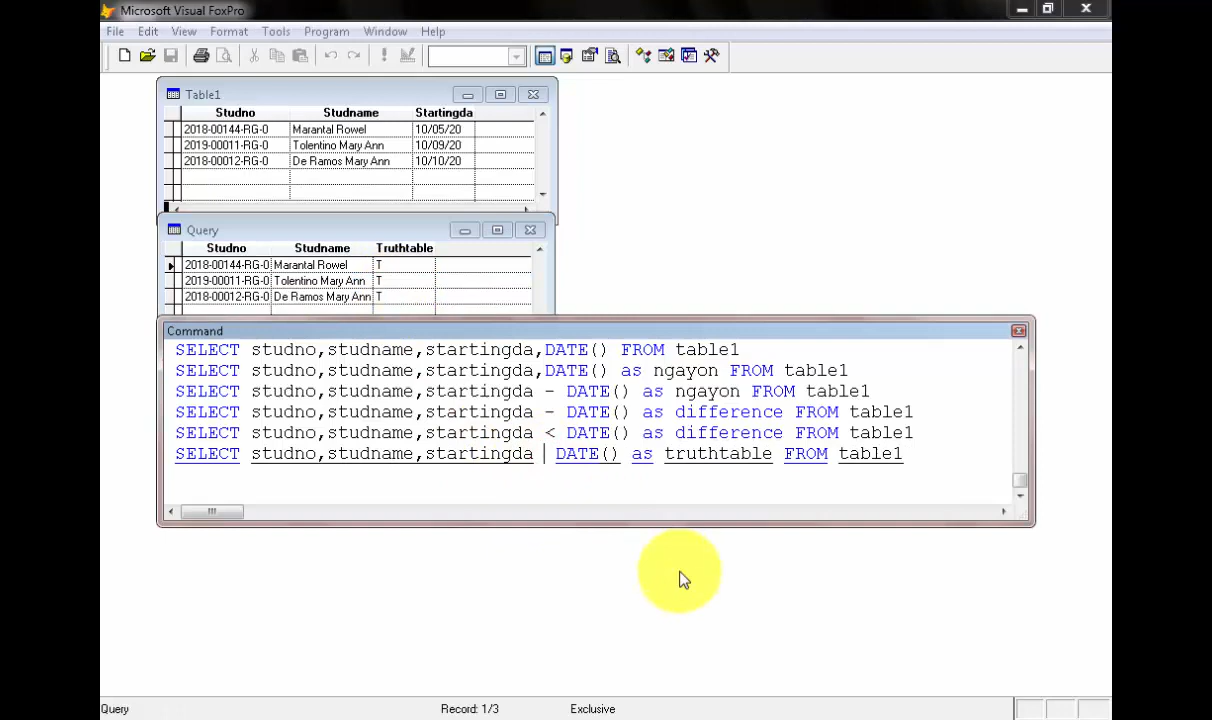 Microsoft Visual FoxPro
File Edit View Format Tools Program Window Help
Table1
Studno Studname Startingda
2018-00144-RG-0 Marantal Rowel 10/05/20
2019-00011-RG-0 Tolentino Mary Ann 10/09/20
2018-00012-RG-0 De Ramos Mary Ann 10/10/20
Query
Studno Studname Truthtable
2018-00144-RG-0 Marantal Rowel T
2019-00011-RG-0 Tolentino Mary Ann T
2018-00012-RG-0 De Ramos Mary Ann T
Command
SELECT studno,studname,startingda,DATE() FROM table1
SELECT studno,studname,startingda,DATE() as ngayon FROM table1
SELECT studno,studname,startingda - DATE() as ngayon FROM table1
SELECT studno,studname,startingda - DATE() as difference FROM table1
SELECT studno,studname,startingda < DATE() as difference FROM table1
SELECT studno,studname,startingda DATE() as truthtable FROM table1
Query Record: 1/3 Exclusive